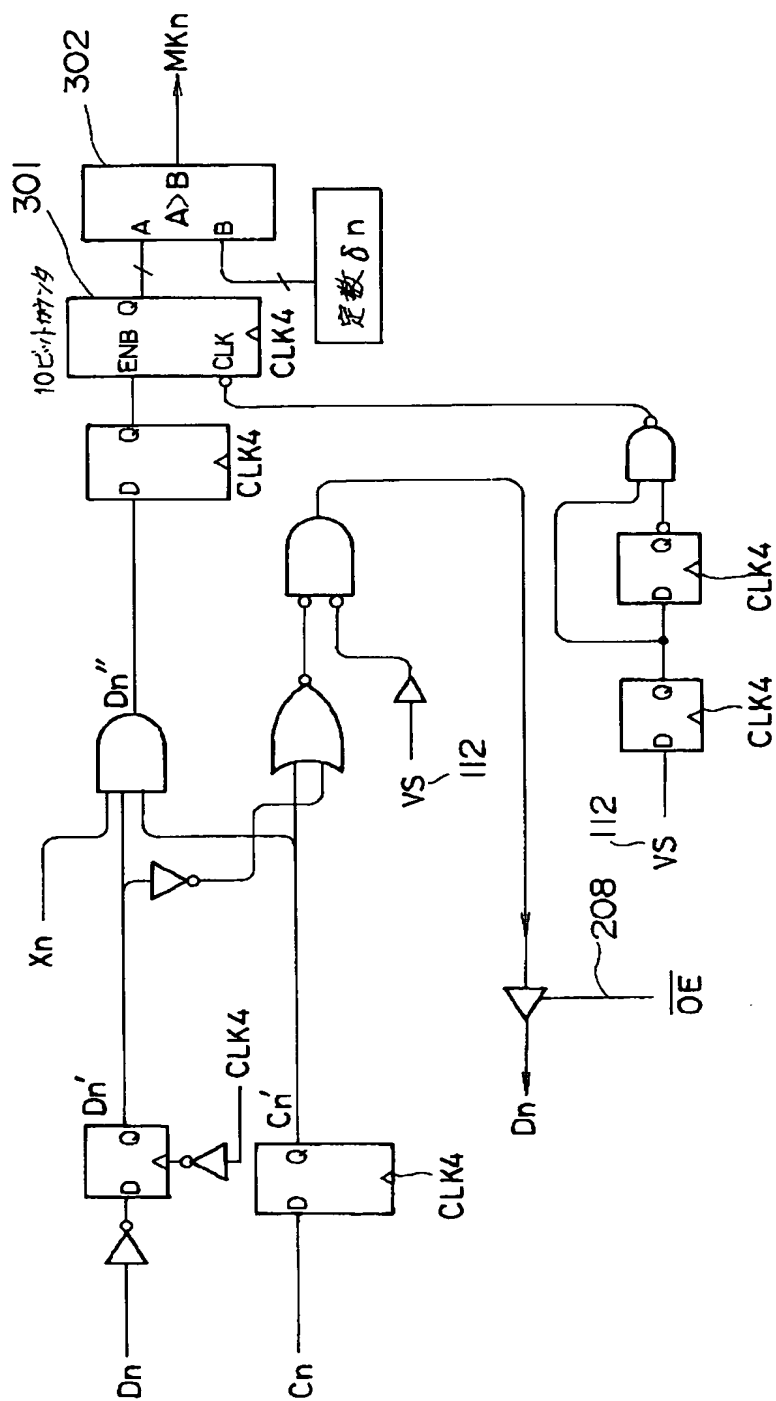 Dn
D
Q
Dn′
CLK4
Xn
Dn″
D
Q
CLK4
10ビットカウンタ
301
ENB
Q
CLK
CLK4
302
A
B
A>B
MKn
定数 δn
Cn
D
Q
Cn′
CLK4
VS
112
Dn
208
OE
112
VS
D
Q
CLK4
D
Q
CLK4